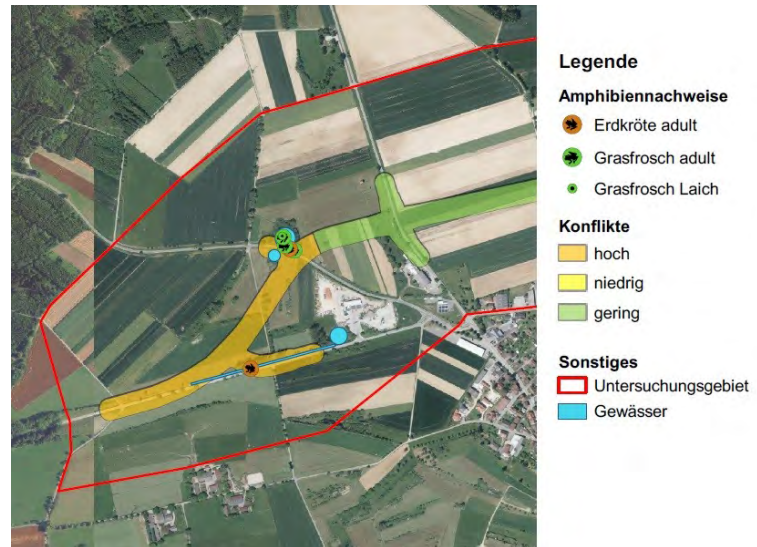 Legende
Amphibiennachweise
Erdkröte adult
Grasfrosch adult
Grasfrosch Laich
Konflikte
hoch
niedrig
gering
Sonstiges
Untersuchungsgebiet
Gewässer